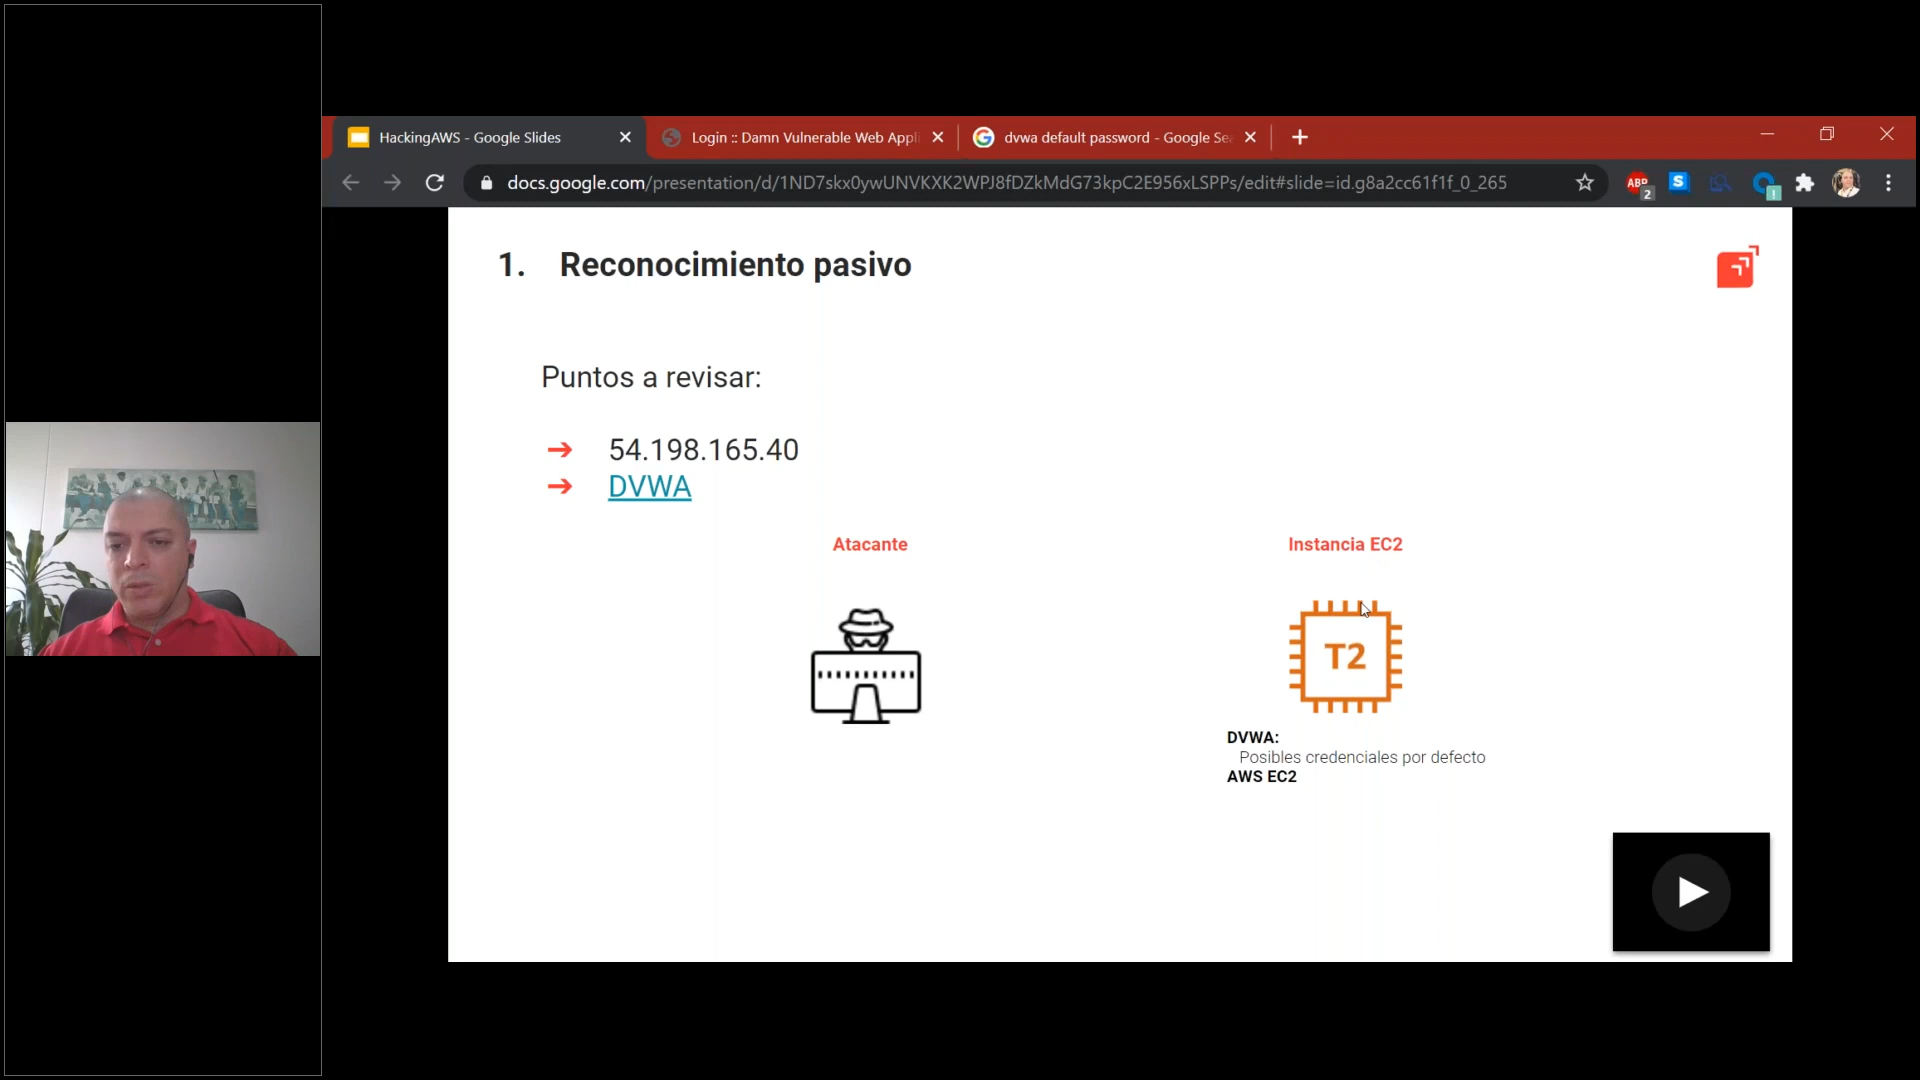 HackingAWS - Google Slides
Login :: Damn Vulnerable Web Appl
dvwa default password - Google Se
docs.google.com/presentation/d/1ND7skx0ywUNVKXK2WPJ8fDZkMdG73kpC2E956xLSPPs/edit#slide=id.g8a2cc61f1f_0_265
ABP
2
S
1. Reconocimiento pasivo
Puntos a revisar:
➔ 54.198.165.40
➔ DVWA
Atacante
Instancia EC2
T2
DVWA:
Posibles credenciales por defecto
AWS EC2